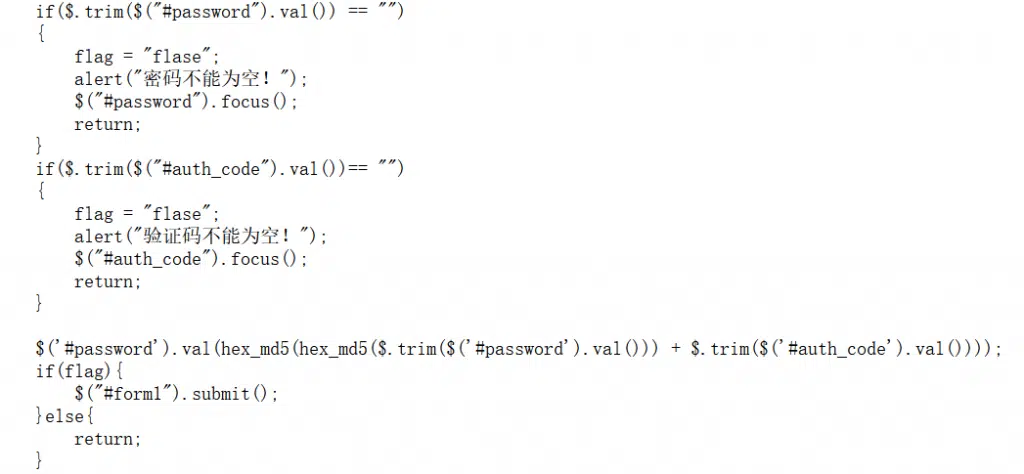 if($.trim($("#password").val()) == "")
{
flag = "flase";
alert("密码不能为空！");
$("#password").focus();
return;
}
if($.trim($("#auth_code").val())== "")
{
flag = "flase";
alert("验证码不能为空！");
$("#auth_code").focus();
return;
}
$('#password').val(hex_md5(hex_md5($.trim($('#password').val())) + $.trim($('#auth_code').val())));
if(flag){
$("#form1").submit();
}else{
return;
}